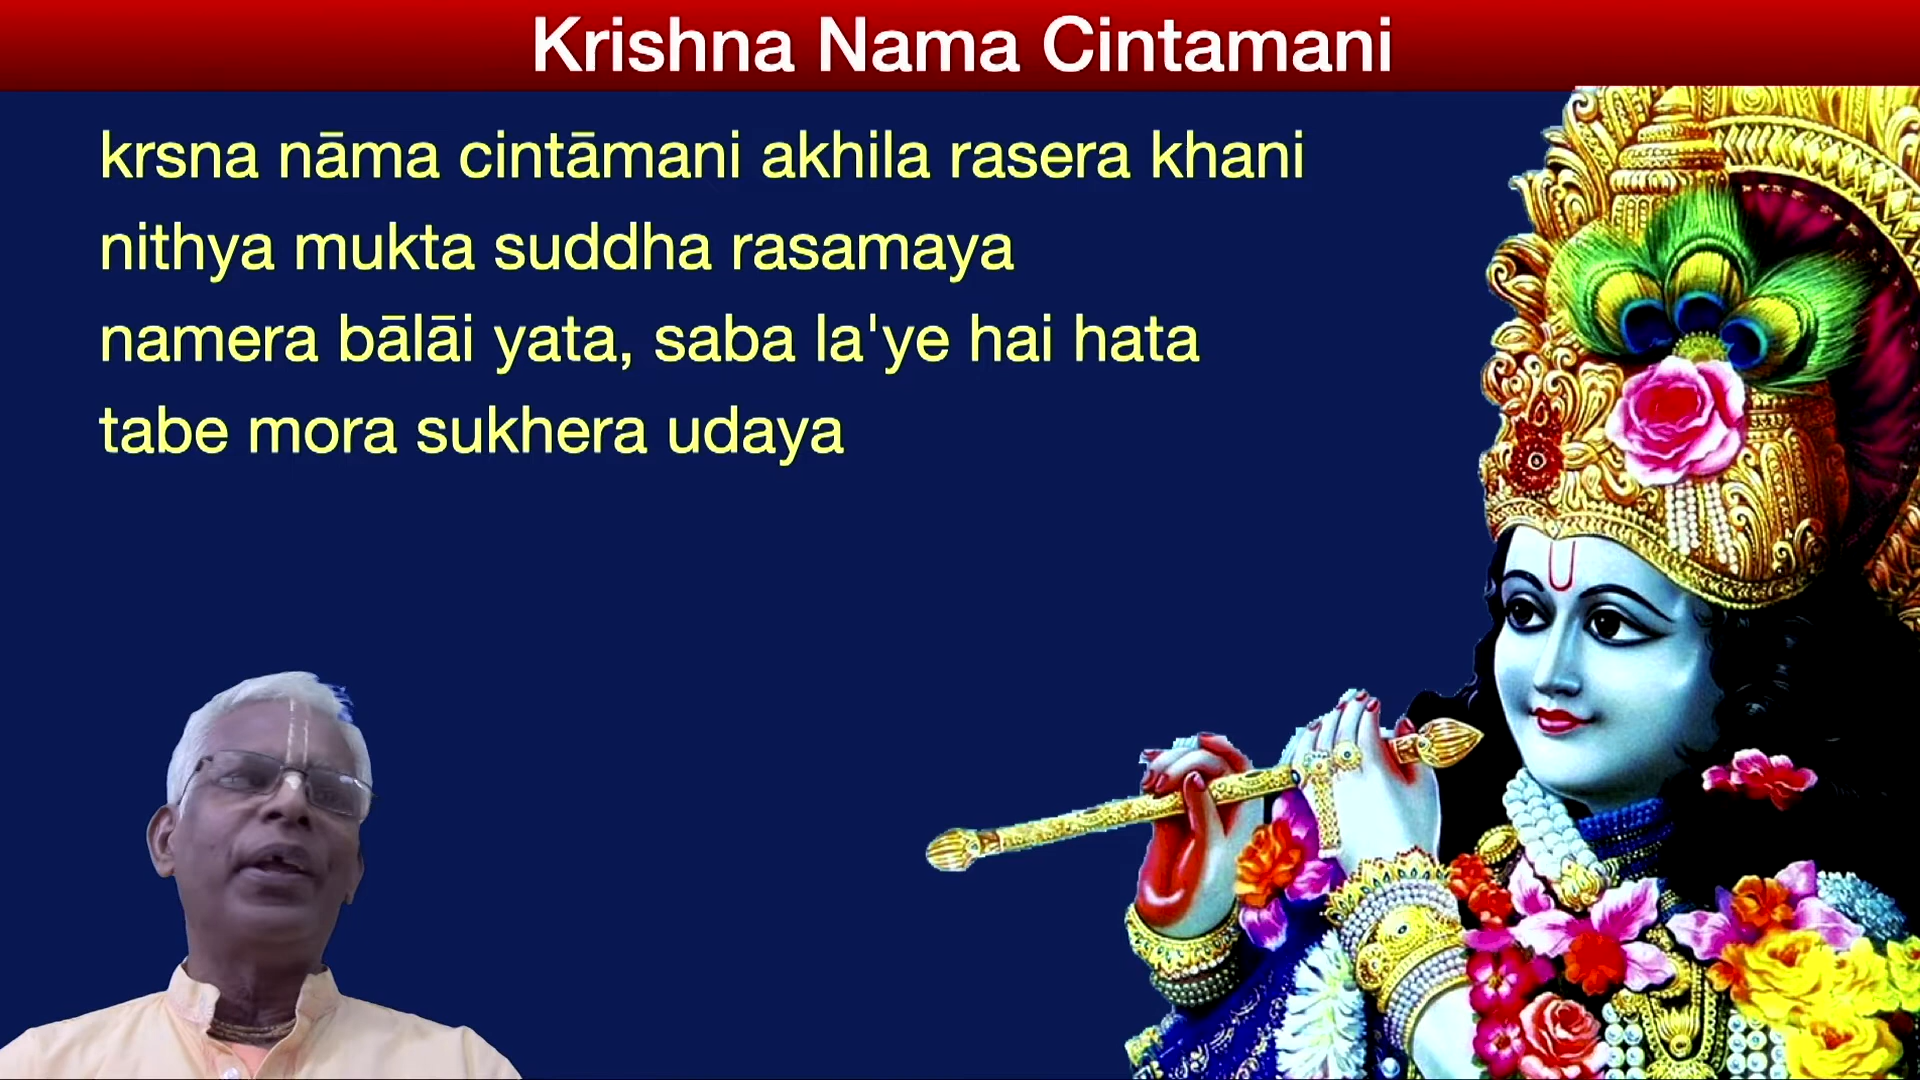 Krishna Nama Cintamani
krsna nāma cintāmani akhila rasera khani
nithya mukta suddha rasamaya
namera bālāi yata, saba la'ye hai hata
tabe mora sukhera udaya